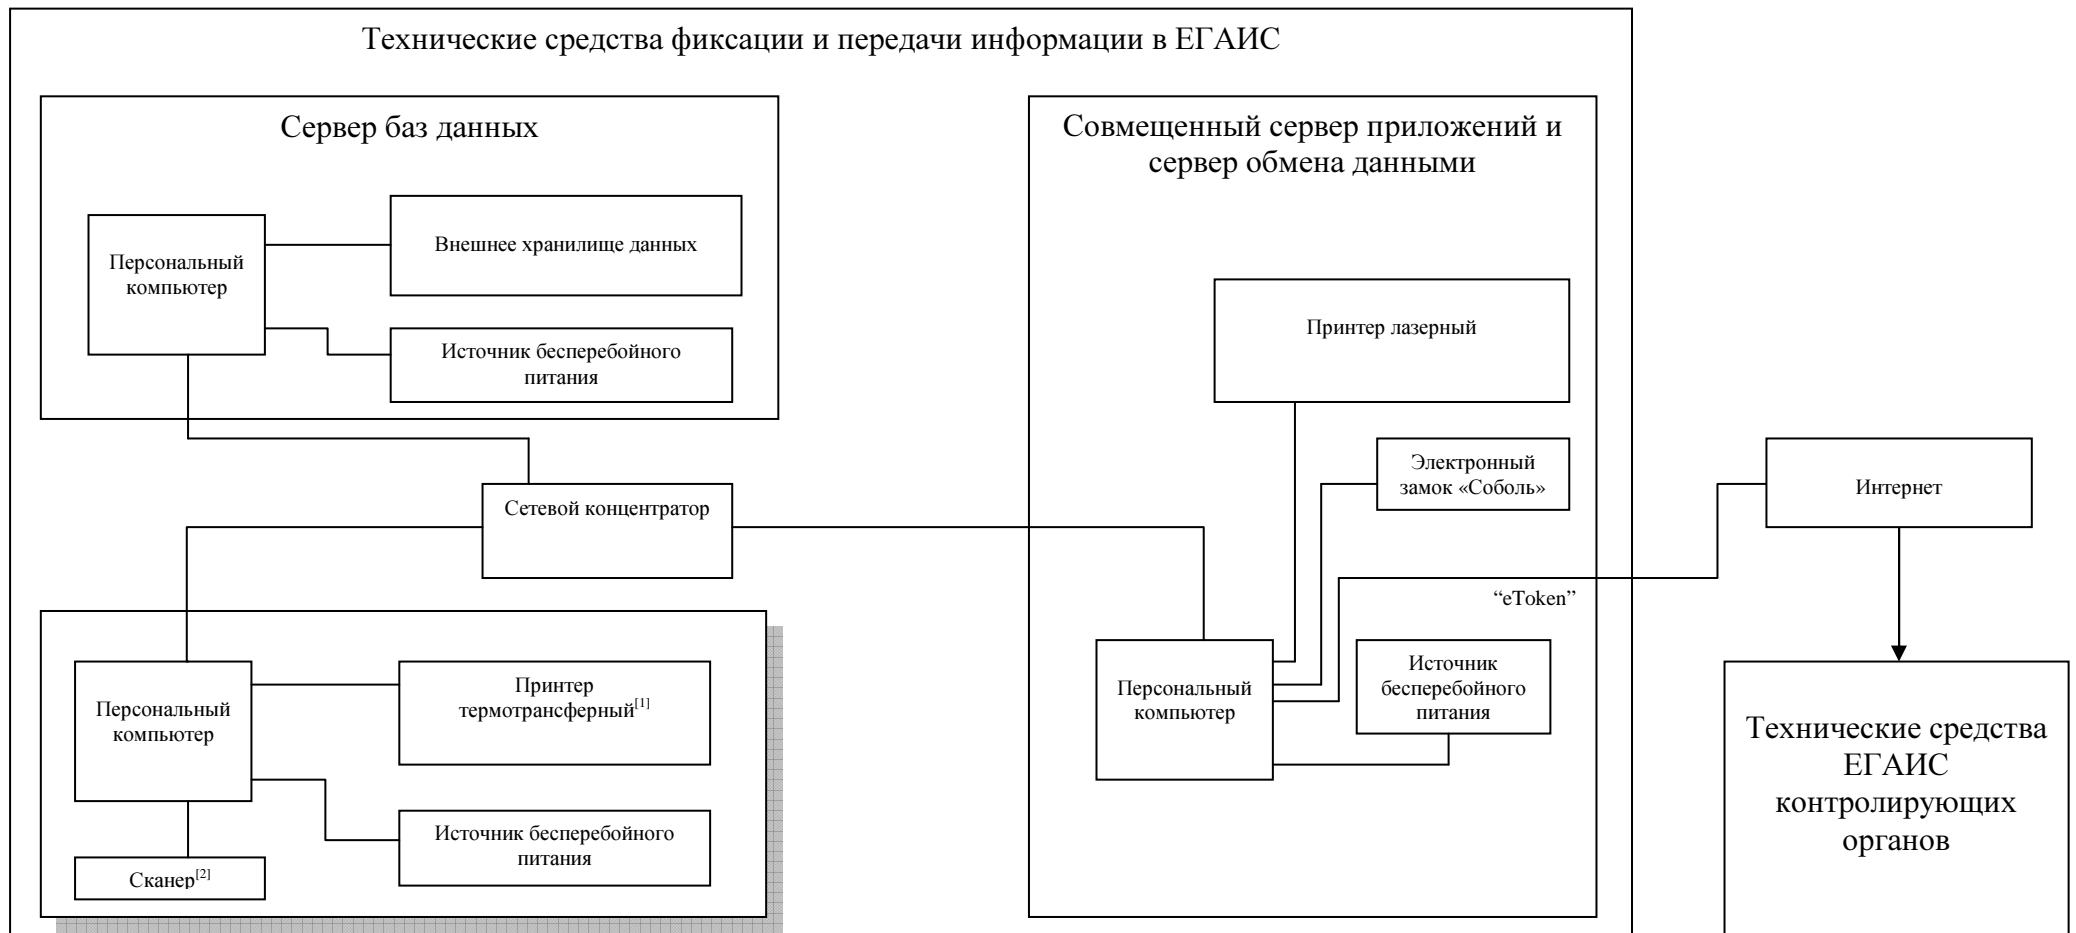 Технические средства фиксации и передачи информации в ЕГАИС
Сервер баз данных
Персональный
компьютер
Внешнее хранилище данных
Источник бесперебойного
питания
Совмещенный сервер приложений и
сервер обмена данными
Принтер лазерный
Электронный
замок «Соболь»
Интернет
Сетевой концентратор
“eToken”
Персональный
компьютер
Источник
бесперебойного
питания
Персональный
компьютер
Принтер
термотрансферный[1]
Источник бесперебойного
питания
Сканер[2]
Технические средства
ЕГАИС
контролирующих
органов